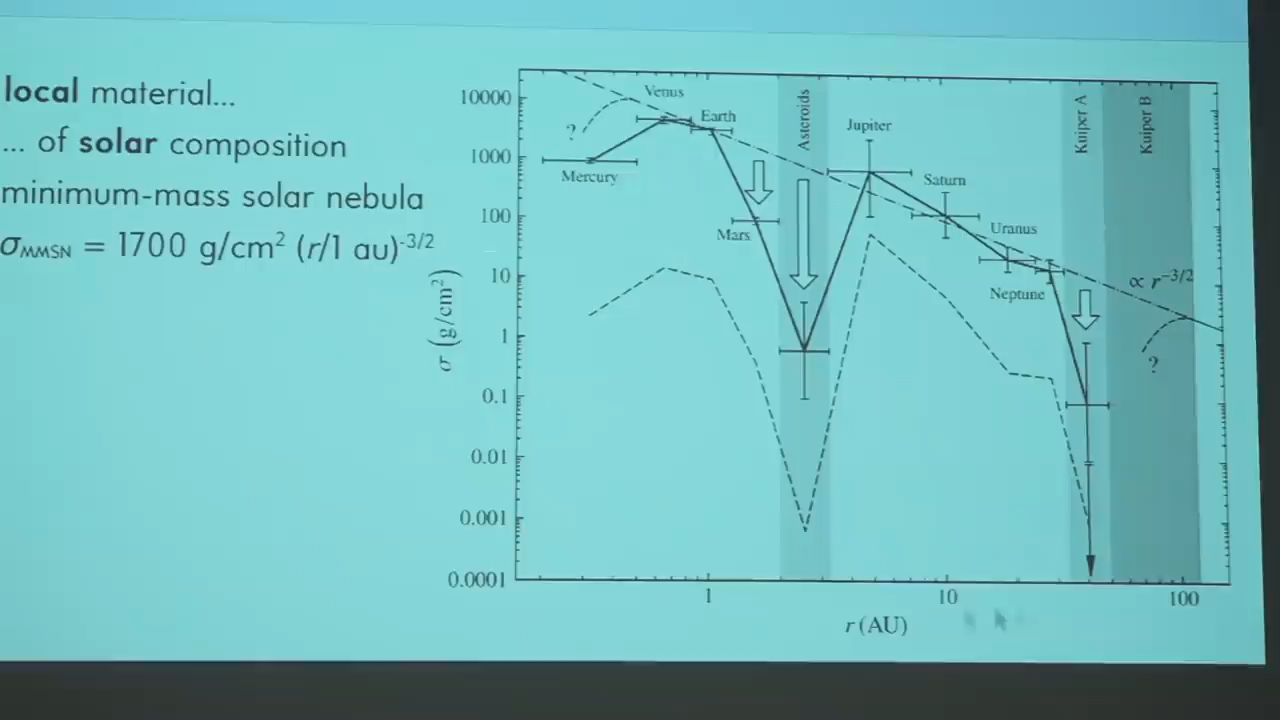 local material...
... of solar composition
minimum-mass solar nebula
σMMSN = 1700 g/cm² (r/1 au)-3/2
σ (g/cm²)
10000
1000
100
10
1
0.1
0.01
0.001
0.0001
?
Venus
Earth
Mercury
Mars
Asteroids
Jupiter
Saturn
Uranus
Neptune
Kuiper A
Kuiper B
∝ r−3/2
?
1
10
100
r (AU)